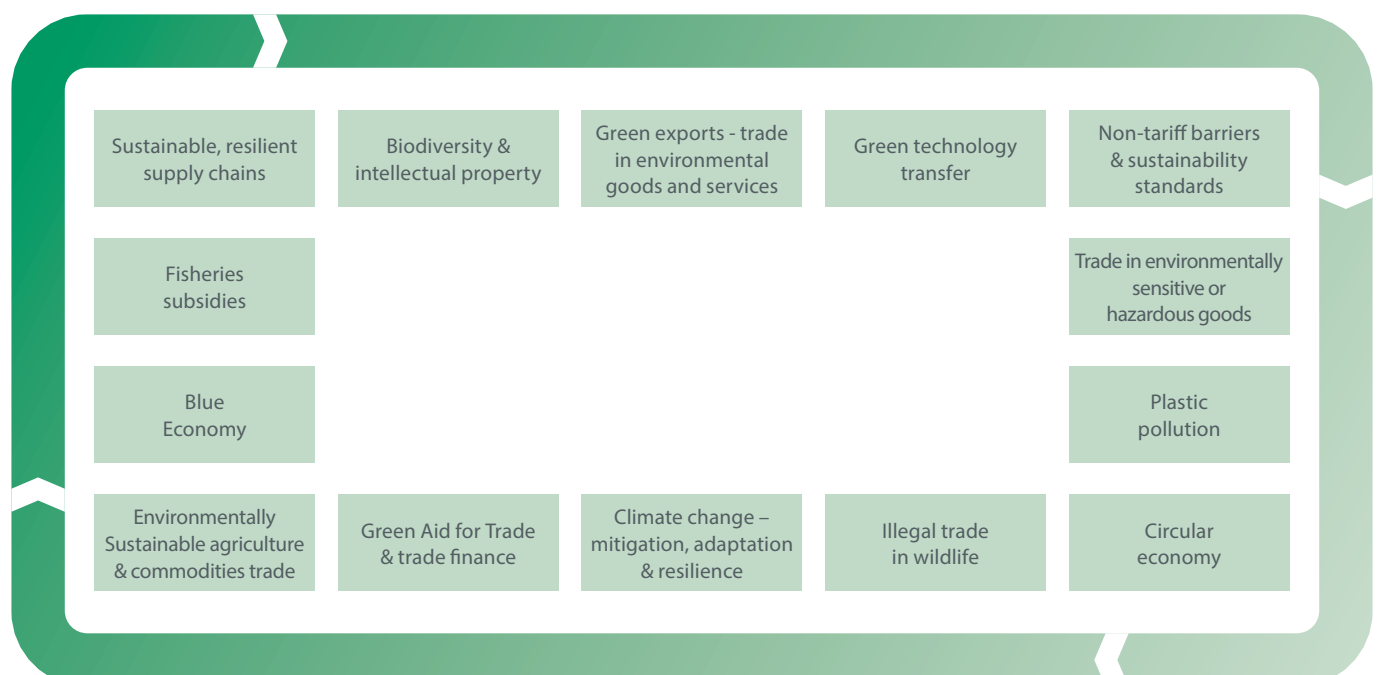 Sustainable, resilient
supply chains
Biodiversity &
intellectual property
Green exports - trade
in environmental
goods and services
Green technology
transfer
Non-tariff barriers
& sustainability
standards
Fisheries
subsidies
Trade in environmentally
sensitive or
hazardous goods
Blue
Economy
Plastic
pollution
Environmentally
Sustainable agriculture
& commodities trade
Green Aid for Trade
& trade finance
Climate change –
mitigation, adaptation
& resilience
Illegal trade
in wildlife
Circular
economy